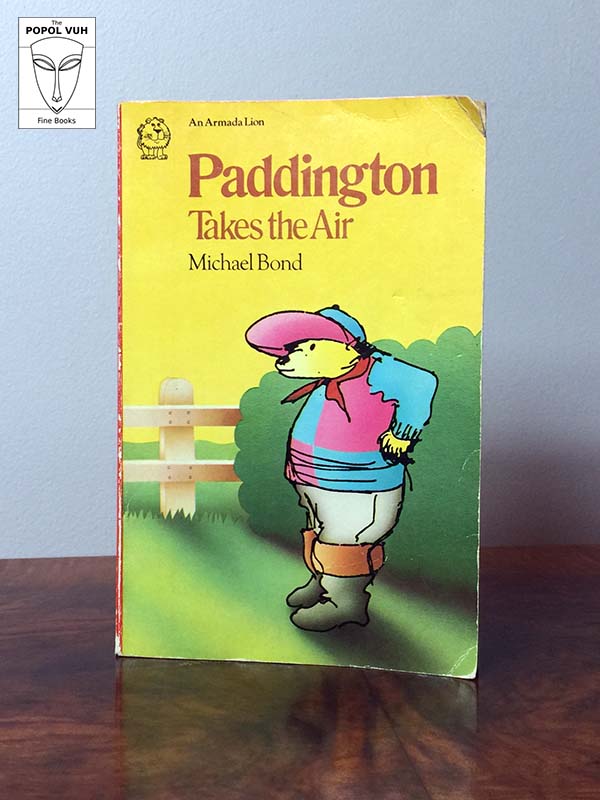 The
POPOL VUH
Fine Books
An Armada Lion
Paddington
Takes the Air
Michael Bond